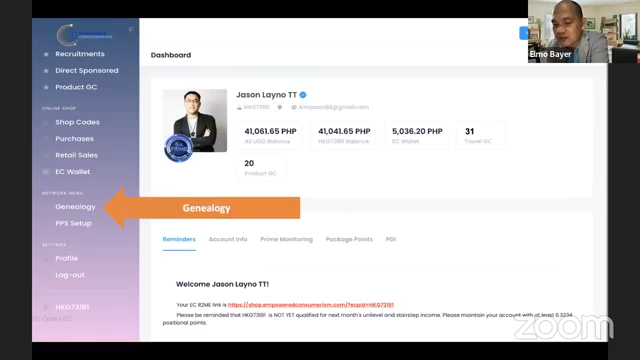 EMPOWERED
CONSUMERISM
Recruitments
Direct Sponsored
Product GC
ONLINE SHOP
Shop Codes
Purchases
Retail Sales
EC Wallet
NETWORK MENU
Genealogy
PPS Setup
SETTINGS
Profile
Log-out
HKG73181
Dashboard
Elmo Bayer
Jason Layno TT
HKG73181
41,061.65 PHP
All USD Balance
41,041.65 PHP
HKG73181 Balance
5,036.20 PHP
EC Wallet
31
Travel GC
20
Product GC
PRIME
Genealogy
Reminders
Account Info
Prime Monitoring
Package Points
PGI
Welcome Jason Layno TT!
Your EC R2ME link is https://shop.empoweredconsumerism.com/?ecpid=HKG73181
Please be reminded that HKG73181 is NOT YET qualified for next month's unilevel and stairstep income. Please maintain your account with at least 0.3334
positional points.
zoom